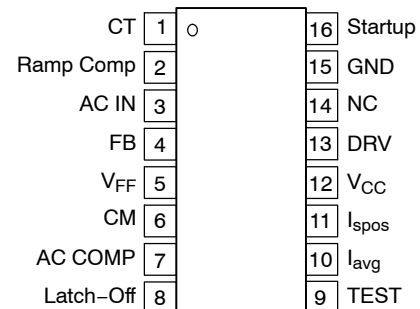 CT 1 16 Startup
Ramp Comp 2 15 GND
AC IN 3 14 NC
FB 4 13 DRV
VFF 5 12 VCC
CM 6 11 Ispos
AC COMP 7 10 Iavg
Latch−Off 8 9 TEST